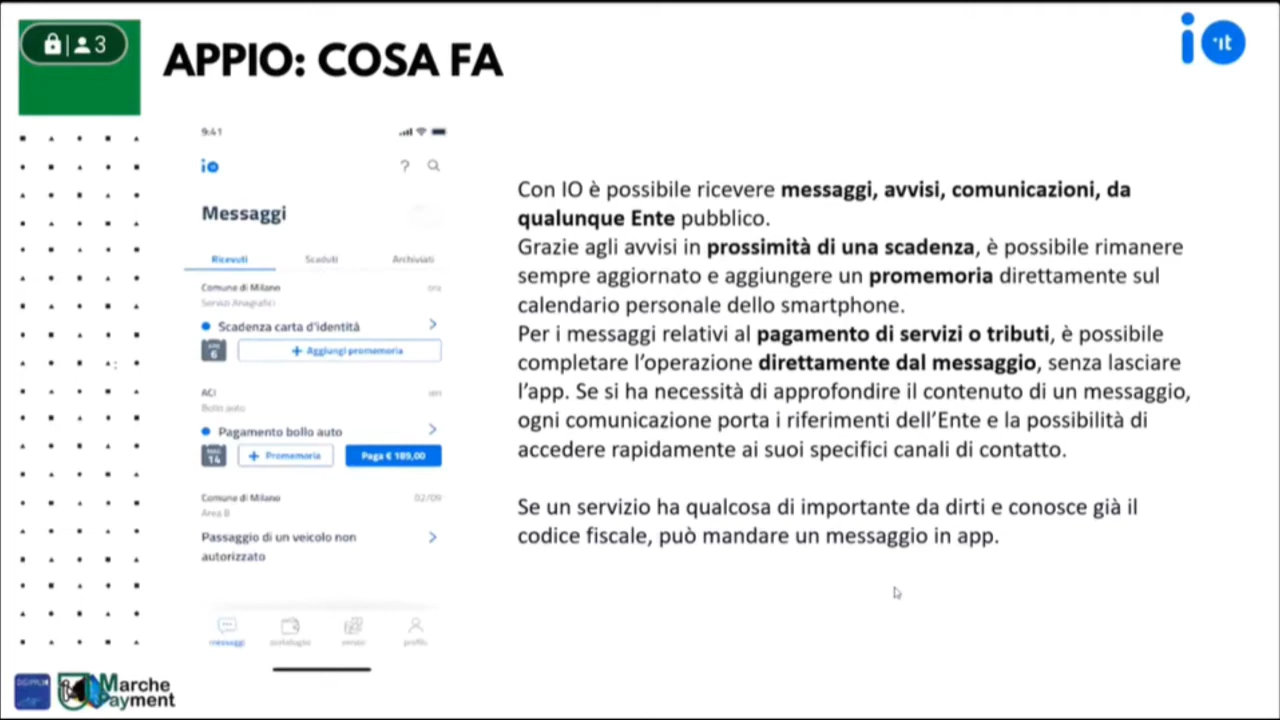 3
APPIO: COSA FA
io
it
9:41
io
?
Messaggi
Ricevuti Scaduti Archiviati
Comune di Milano ora
Servizi Anagrafici
Scadenza carta d'identità
6
+ Aggiungi promemoria
ACI ieri
Bollo auto
Pagamento bollo auto
14
+ Promemoria
Paga € 189,00
Comune di Milano 02/09
Area B
Passaggio di un veicolo non
autorizzato
messaggi portafoglio servizi profilo
Con IO è possibile ricevere messaggi, avvisi, comunicazioni, da
qualunque Ente pubblico.
Grazie agli avvisi in prossimità di una scadenza, è possibile rimanere
sempre aggiornato e aggiungere un promemoria direttamente sul
calendario personale dello smartphone.
Per i messaggi relativi al pagamento di servizi o tributi, è possibile
completare l’operazione direttamente dal messaggio, senza lasciare
l’app. Se si ha necessità di approfondire il contenuto di un messaggio,
ogni comunicazione porta i riferimenti dell’Ente e la possibilità di
accedere rapidamente ai suoi specifici canali di contatto.
Se un servizio ha qualcosa di importante da dirti e conosce già il
codice fiscale, può mandare un messaggio in app.
Marche
Payment